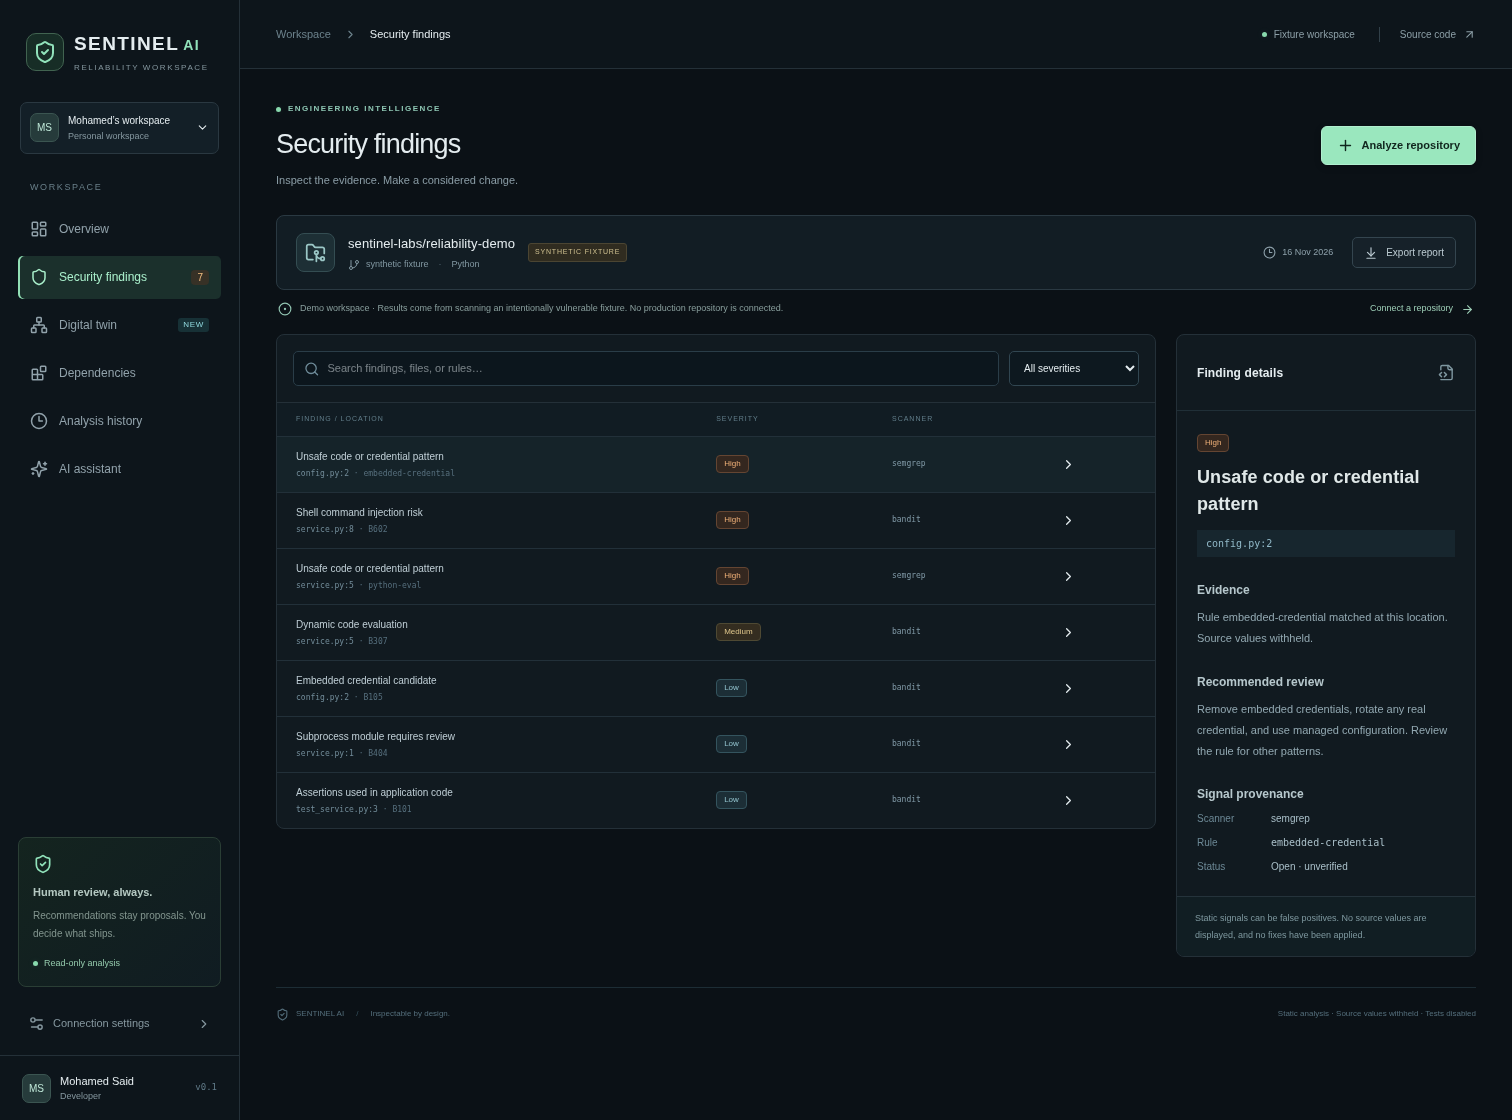 SENTINEL AI
RELIABILITY WORKSPACE
MS
Mohamed's workspace
Personal workspace
WORKSPACE
Overview
Security findings 7
Digital twin NEW
Dependencies
Analysis history
AI assistant
Human review, always.
Recommendations stay proposals. You
decide what ships.
Read-only analysis
Connection settings
MS
Mohamed Said
Developer
v0.1
Workspace > Security findings
Fixture workspace
Source code
ENGINEERING INTELLIGENCE
Security findings
Inspect the evidence. Make a considered change.
Analyze repository
sentinel-labs/reliability-demo SYNTHETIC FIXTURE
synthetic fixture · Python
16 Nov 2026
Export report
Demo workspace · Results come from scanning an intentionally vulnerable fixture. No production repository is connected.
Connect a repository
Search findings, files, or rules…
All severities
FINDING / LOCATION SEVERITY SCANNER
Unsafe code or credential pattern
config.py:2 · embedded-credential
High
semgrep
Shell command injection risk
service.py:8 · B602
High
bandit
Unsafe code or credential pattern
service.py:5 · python-eval
High
semgrep
Dynamic code evaluation
service.py:5 · B307
Medium
bandit
Embedded credential candidate
config.py:2 · B105
Low
bandit
Subprocess module requires review
service.py:1 · B404
Low
bandit
Assertions used in application code
test_service.py:3 · B101
Low
bandit
Finding details
High
Unsafe code or credential
pattern
config.py:2
Evidence
Rule embedded-credential matched at this location.
Source values withheld.
Recommended review
Remove embedded credentials, rotate any real
credential, and use managed configuration. Review
the rule for other patterns.
Signal provenance
Scanner semgrep
Rule embedded-credential
Status Open · unverified
Static signals can be false positives. No source values are
displayed, and no fixes have been applied.
SENTINEL AI / Inspectable by design.
Static analysis · Source values withheld · Tests disabled